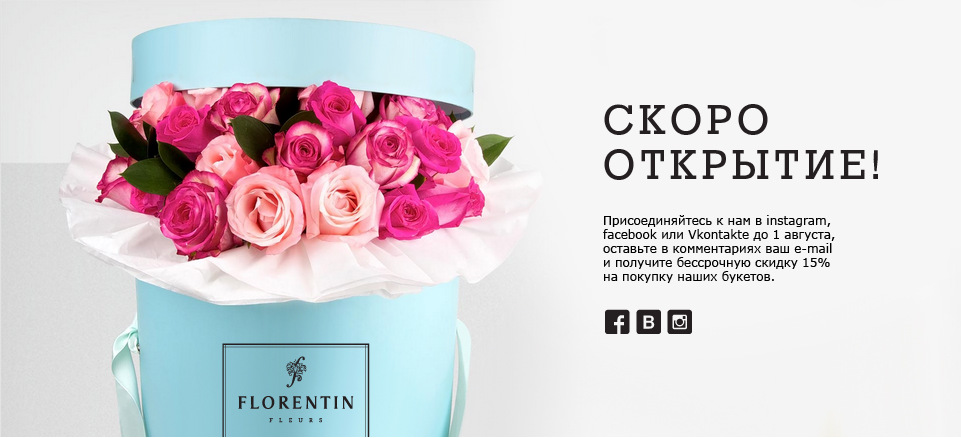 СКОРО
ОТКРЫТИЕ!
Присоединяйтесь к нам в instagram,
facebook или Vkontakte до 1 августа,
оставьте в комментариях ваш e-mail
и получите бессрочную скидку 15%
на покупку наших букетов.
f B
f
FLORENTIN
FLEURS